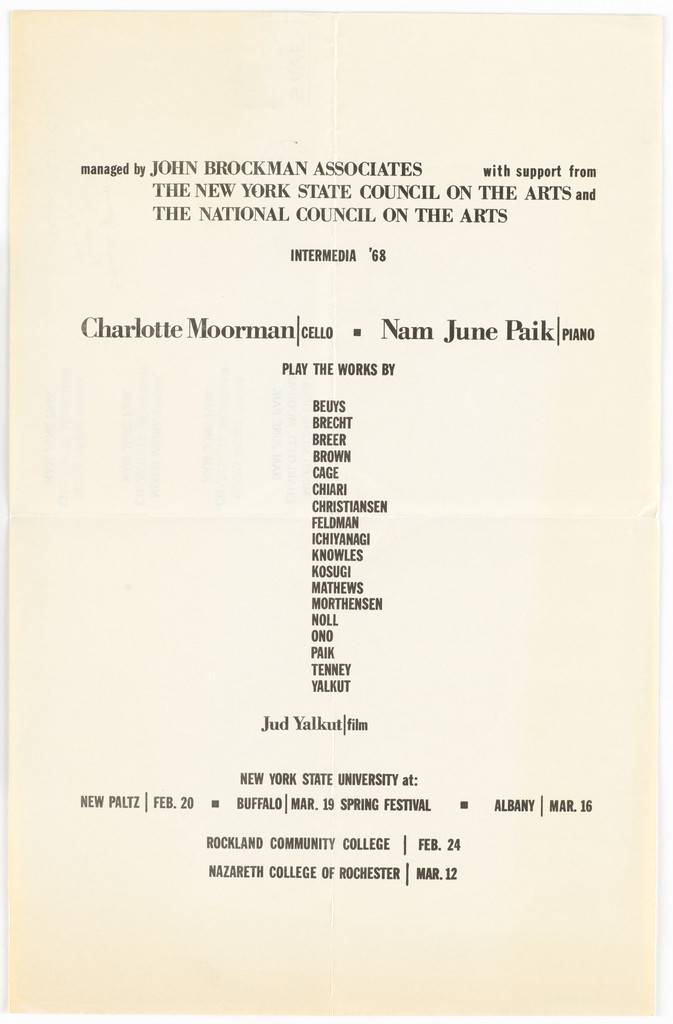 managed by JOHN BROCKMAN ASSOCIATES with support from
THE NEW YORK STATE COUNCIL ON THE ARTS and
THE NATIONAL COUNCIL ON THE ARTS
INTERMEDIA '68
Charlotte Moorman|CELLO ▪ Nam June Paik|PIANO
PLAY THE WORKS BY
BEUYS
BRECHT
BREER
BROWN
CAGE
CHIARI
CHRISTIANSEN
FELDMAN
ICHIYANAGI
KNOWLES
KOSUGI
MATHEWS
MORTHENSEN
NOLL
ONO
PAIK
TENNEY
YALKUT
Jud Yalkut|film
NEW YORK STATE UNIVERSITY at:
NEW PALTZ | FEB. 20 ▪ BUFFALO | MAR. 19 SPRING FESTIVAL ▪ ALBANY | MAR. 16
ROCKLAND COMMUNITY COLLEGE | FEB. 24
NAZARETH COLLEGE OF ROCHESTER | MAR. 12